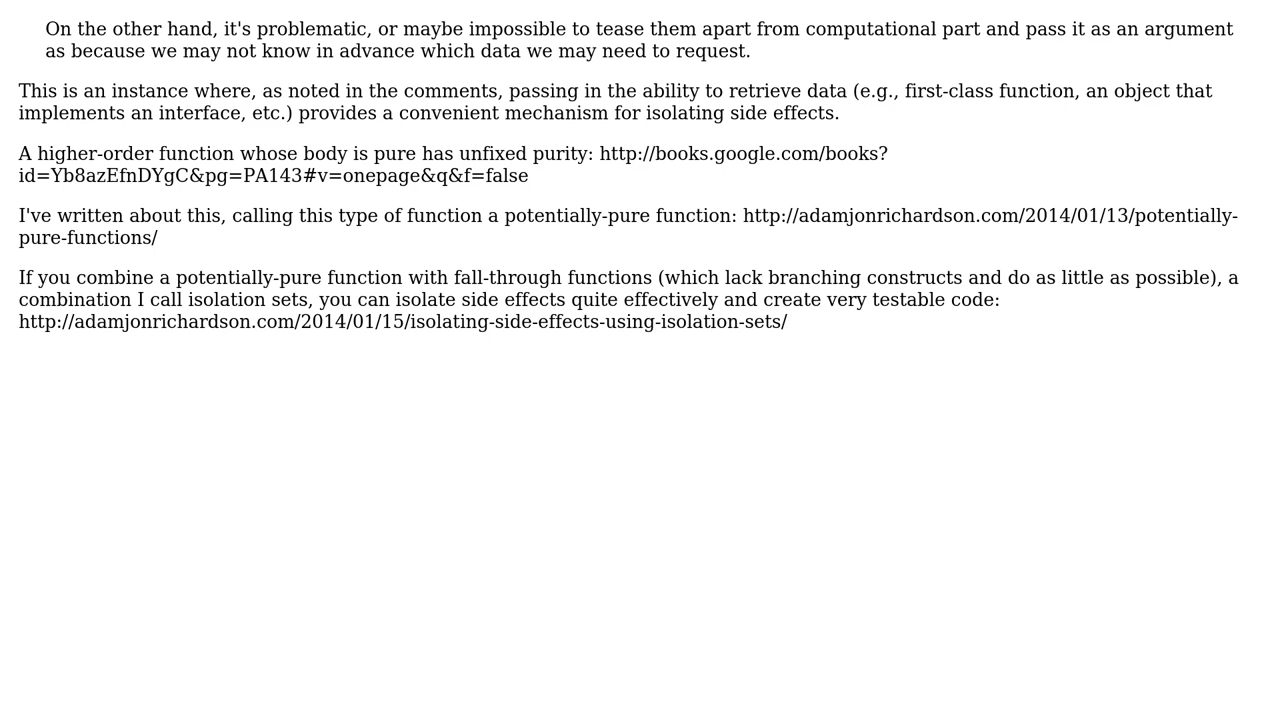 On the other hand, it's problematic, or maybe impossible to tease them apart from computational part and pass it as an argument
as because we may not know in advance which data we may need to request.
This is an instance where, as noted in the comments, passing in the ability to retrieve data (e.g., first-class function, an object that
implements an interface, etc.) provides a convenient mechanism for isolating side effects.
A higher-order function whose body is pure has unfixed purity: http://books.google.com/books?
id=Yb8azEfnDYgC&pg=PA143#v=onepage&q&f=false
I've written about this, calling this type of function a potentially-pure function: http://adamjonrichardson.com/2014/01/13/potentially-
pure-functions/
If you combine a potentially-pure function with fall-through functions (which lack branching constructs and do as little as possible), a
combination I call isolation sets, you can isolate side effects quite effectively and create very testable code:
http://adamjonrichardson.com/2014/01/15/isolating-side-effects-using-isolation-sets/